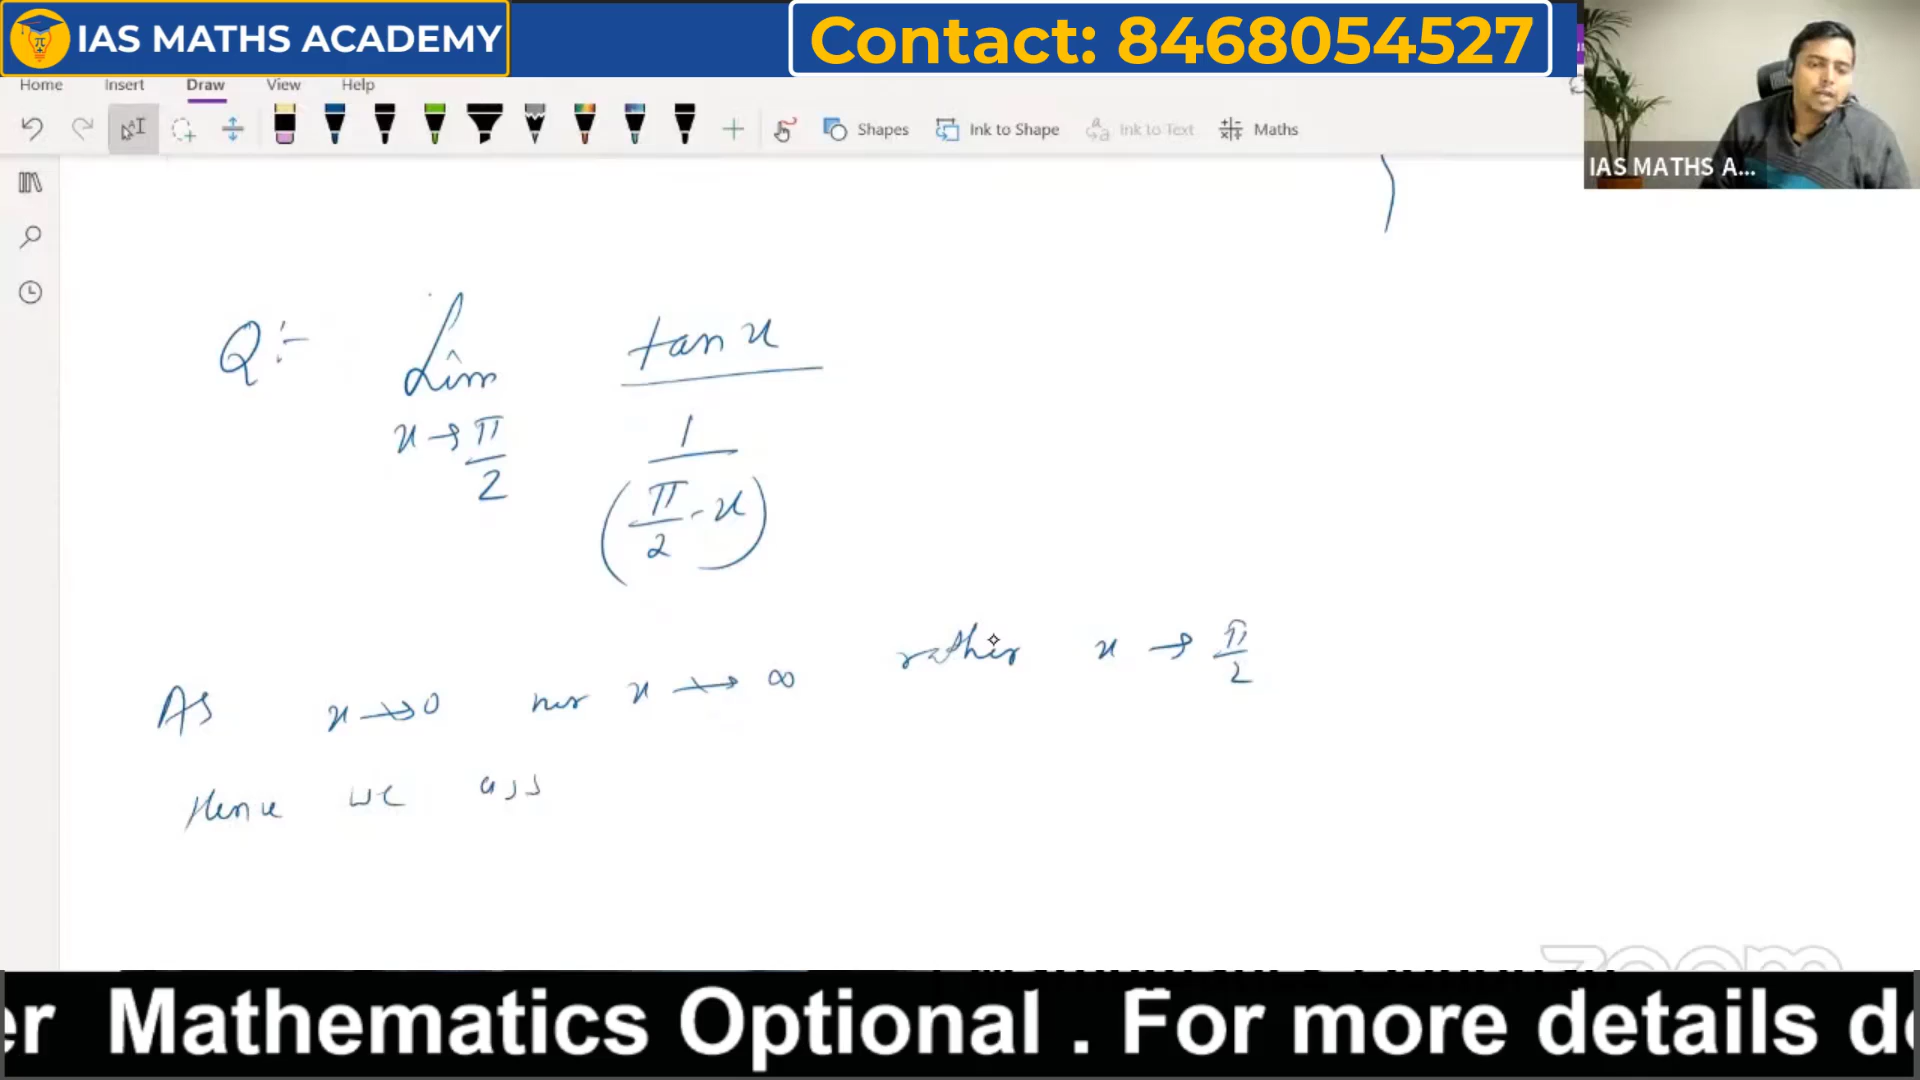 IAS MATHS ACADEMY
Contact: 8468054527
Home Insert Draw View Help
Shapes Ink to Shape Ink to Text Maths
IAS MATHS A...
Q:- Lim x→π/2 tan x / (1/(π/2 - x))
As x↛0 nor x↛∞ rather x→π/2
Hence we ass
zoom
er Mathematics Optional . For more details d